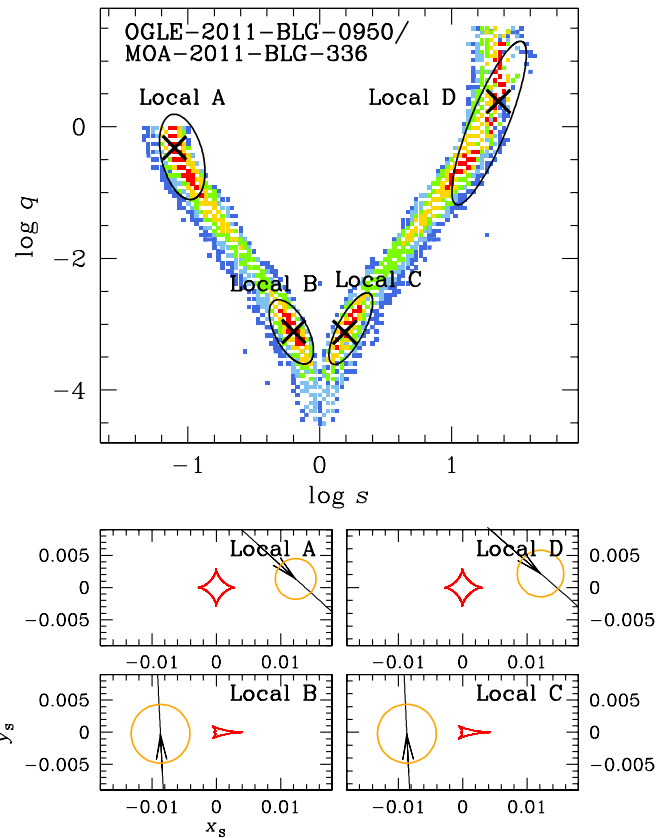 OGLE-2011-BLG-0950/
MOA-2011-BLG-336
Local A
Local D
Local B
Local C
0
−2
−4
log q
−1
0
1
log s
Local A
Local D
0.005
0
−0.005
0.005
0
−0.005
−0.01
0
0.01
−0.01
0
0.01
Local B
Local C
0.005
0
−0.005
0.005
0
−0.005
−0.01
0
0.01
−0.01
0
0.01
ys
xs